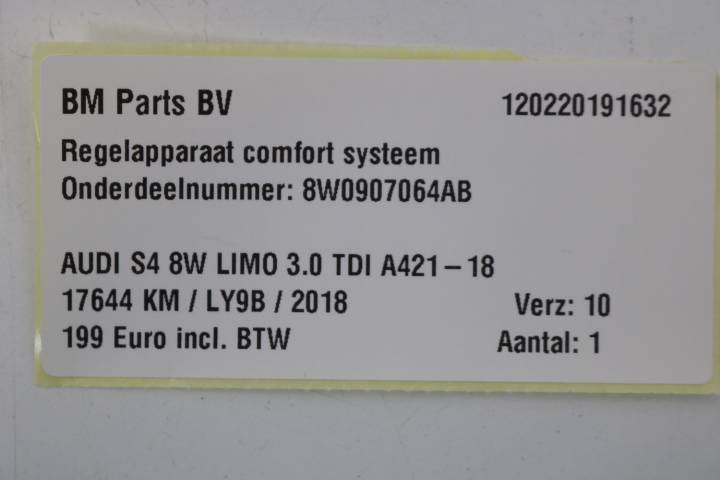 BM Parts BV 120220191632
Regelapparaat comfort systeem
Onderdeelnummer: 8W0907064AB
AUDI S4 8W LIMO 3.0 TDI A421-18
17644 KM / LY9B / 2018 Verz: 10
199 Euro incl. BTW Aantal: 1